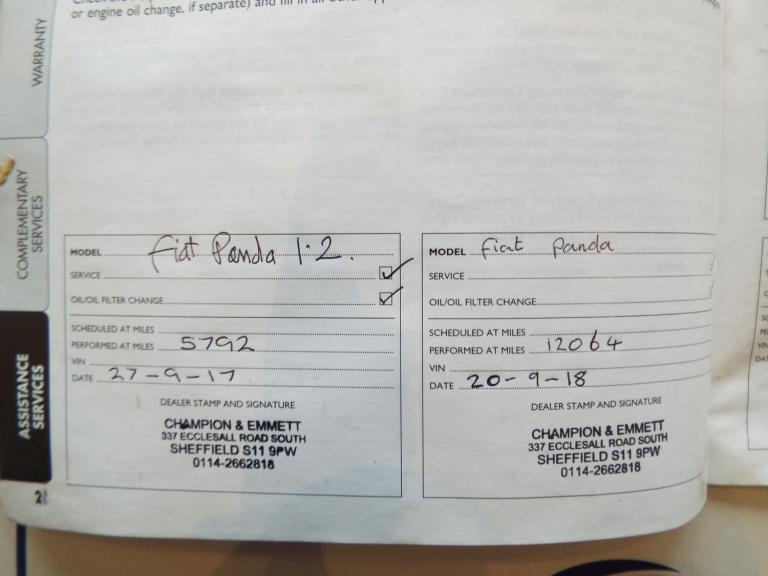 or engine oil change, if separate) and fill in all
WARRANTY
COMPLEMENTARY
SERVICES
ASSISTANCE
SERVICES
MODEL Fiat Panda 1.2.
SERVICE
OIL/OIL FILTER CHANGE
SCHEDULED AT MILES
PERFORMED AT MILES 5792
VIN
DATE 27-9-17
DEALER STAMP AND SIGNATURE
CHAMPION & EMMETT
337 ECCLESALL ROAD SOUTH
SHEFFIELD S11 9PW
0114-2662818
MODEL fiat panda
SERVICE
OIL/OIL FILTER CHANGE
SCHEDULED AT MILES
PERFORMED AT MILES 12064
VIN
DATE 20-9-18
DEALER STAMP AND SIGNATURE
CHAMPION & EMMETT
337 ECCLESALL ROAD SOUTH
SHEFFIELD S11 9PW
0114-2662818